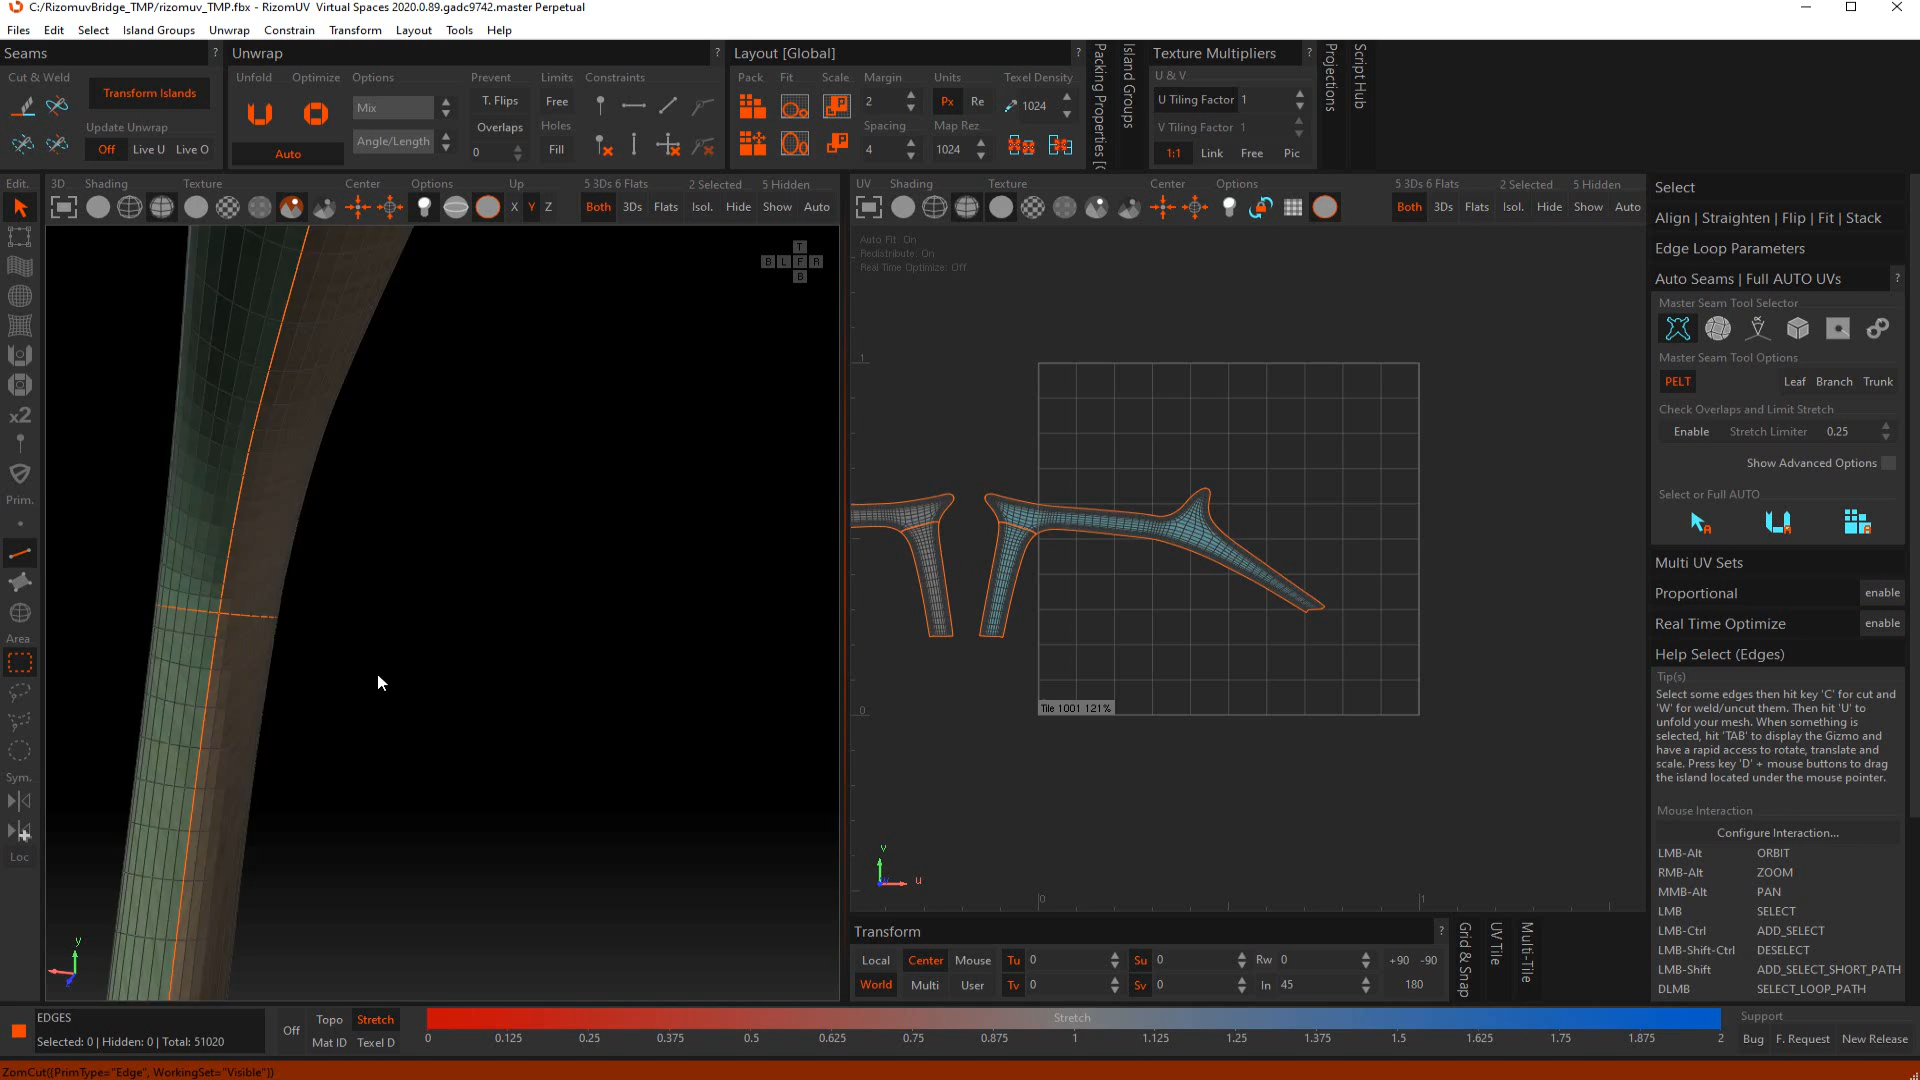 C:/RizomuvBridge_TMP/rizomuv_TMP.fbx - RizomUV Virtual Spaces 2020.0.89.gadc9742.master Perpetual
Files Edit Select Island Groups Unwrap Constrain Transform Layout Tools Help
Seams ? Unwrap ? Layout [Global] ? Texture Multipliers ?
Packing Properties [G
Island Groups
Projections
Script Hub
Cut & Weld Unfold Optimize Options Prevent Limits Constraints Pack Fit Scale Margin Units Texel Density U & V
Transform Islands Mix T. Flips Free 2 Px Re 1024 U Tiling Factor 1
Update Unwrap Overlaps Holes Spacing Map Rez V Tiling Factor 1
Off Live U Live O Auto Angle/Length 0 Fill 4 1024 1:1 Link Free Pic
Edit. 3D Shading Texture Center Options Up 5 3Ds 6 Flats 2 Selected 5 Hidden
X Y Z Both 3Ds Flats Isol. Hide Show Auto
UV Shading Texture Center Options 5 3Ds 6 Flats 2 Selected 5 Hidden
Both 3Ds Flats Isol. Hide Show Auto
x2
Prim.
Area
Sym.
Loc
T
B L F R
B
y
Auto Fit: On
Redistribute: On
Real Time Optimize: Off
1
0
Tile 1001 121%
0 1
v
u
Select
Align | Straighten | Flip | Fit | Stack
Edge Loop Parameters
Auto Seams | Full AUTO UVs ?
Master Seam Tool Selector
Master Seam Tool Options
PELT Leaf Branch Trunk
Check Overlaps and Limit Stretch
Enable Stretch Limiter 0.25
Show Advanced Options
Select or Full AUTO
Multi UV Sets
Proportional enable
Real Time Optimize enable
Help Select (Edges)
Tip(s)
Select some edges then hit key 'C' for cut and
'W' for weld/uncut them. Then hit 'U' to
unfold your mesh. When something is
selected, hit 'TAB' to display the Gizmo and
have a rapid access to rotate, translate and
scale. Press key 'D' + mouse buttons to drag
the island located under the mouse pointer.
Mouse Interaction
Configure Interaction...
LMB-Alt ORBIT
RMB-Alt ZOOM
MMB-Alt PAN
LMB SELECT
LMB-Ctrl ADD_SELECT
LMB-Shift-Ctrl DESELECT
LMB-Shift ADD_SELECT_SHORT_PATH
DLMB SELECT_LOOP_PATH
Transform ?
Local Center Mouse Tu 0 Su 0 Rw 0 +90 -90
World Multi User Tv 0 Sv 0 In 45 180
Grid & Snap
UV Tile
Multi-Tile
EDGES
Selected: 0 | Hidden: 0 | Total: 51020
Off Topo Stretch
Mat ID Texel D
Stretch
0 0.125 0.25 0.375 0.5 0.625 0.75 0.875 1 1.125 1.25 1.375 1.5 1.625 1.75 1.875 2
Support
Bug F. Request New Release
ZomCut({PrimType="Edge", WorkingSet="Visible"})